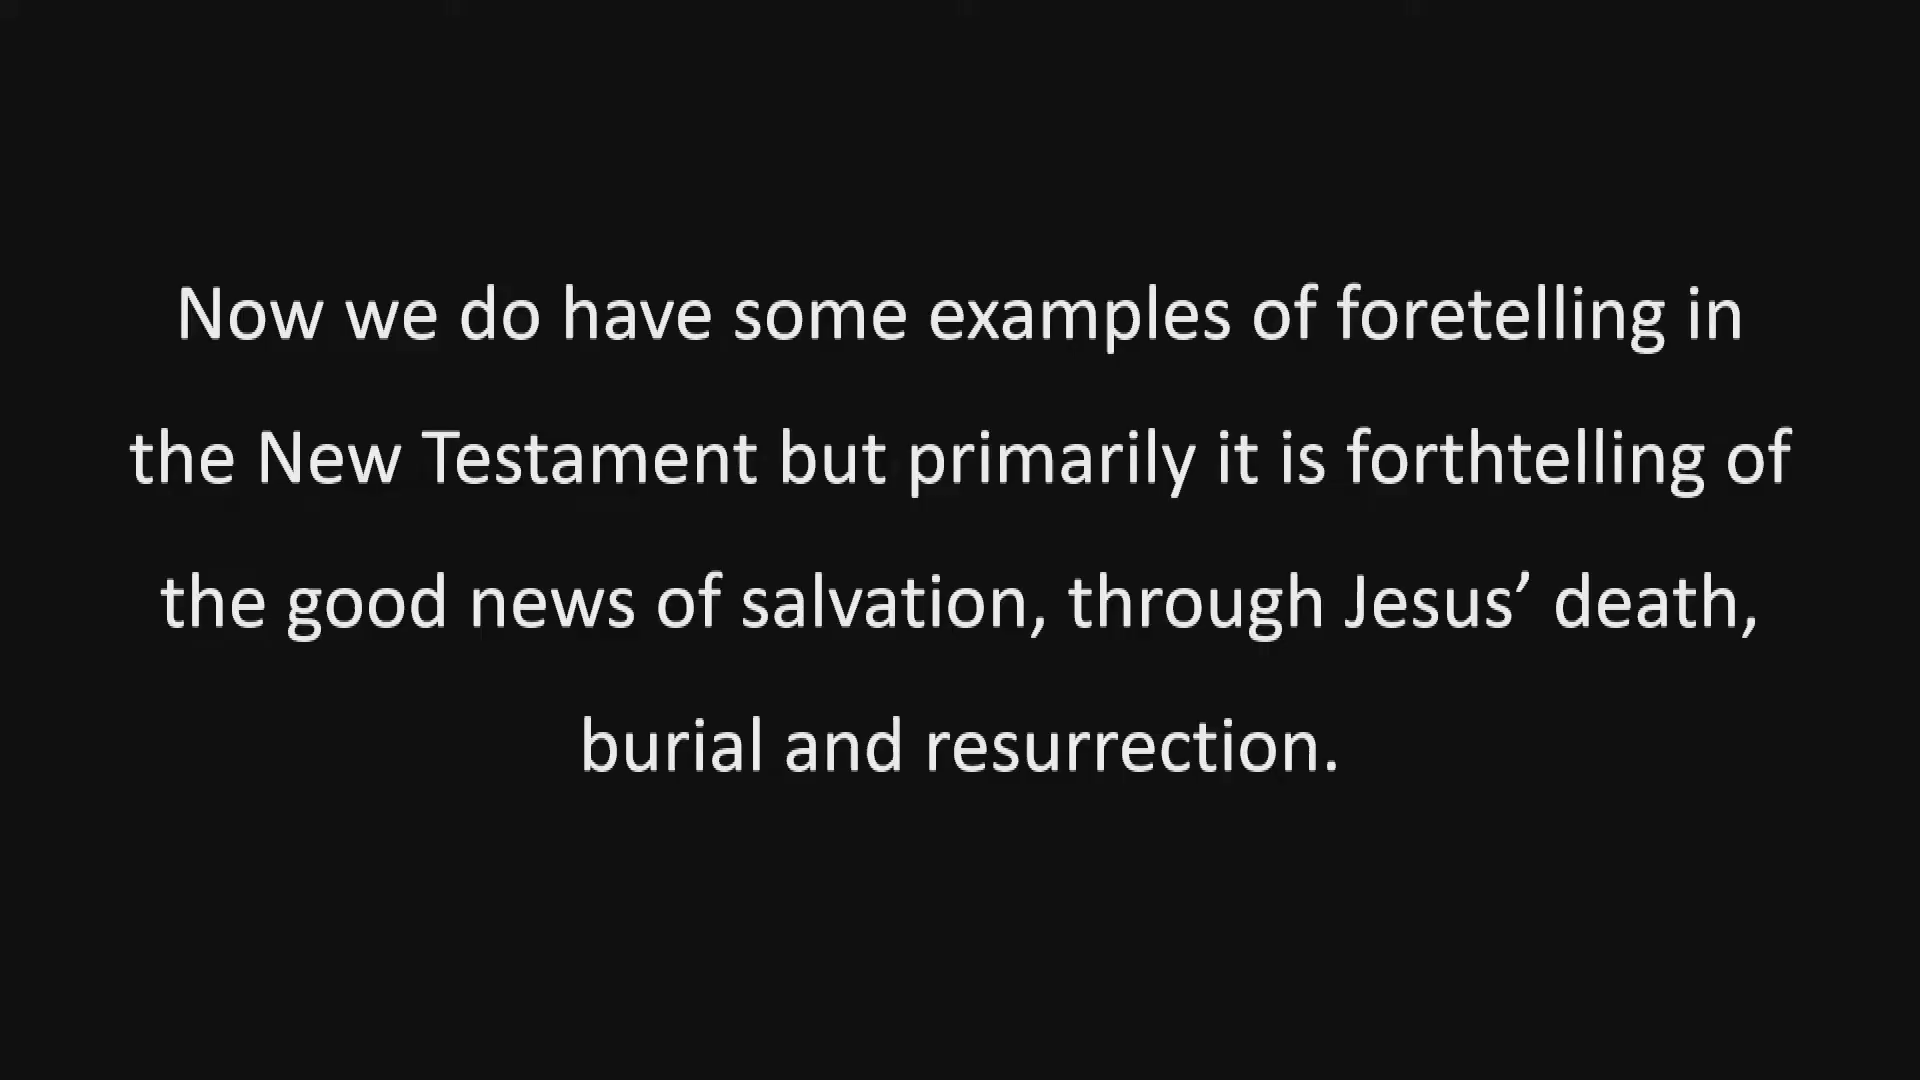 Now we do have some examples of foretelling in
the New Testament but primarily it is forthtelling of
the good news of salvation, through Jesus’ death,
burial and resurrection.